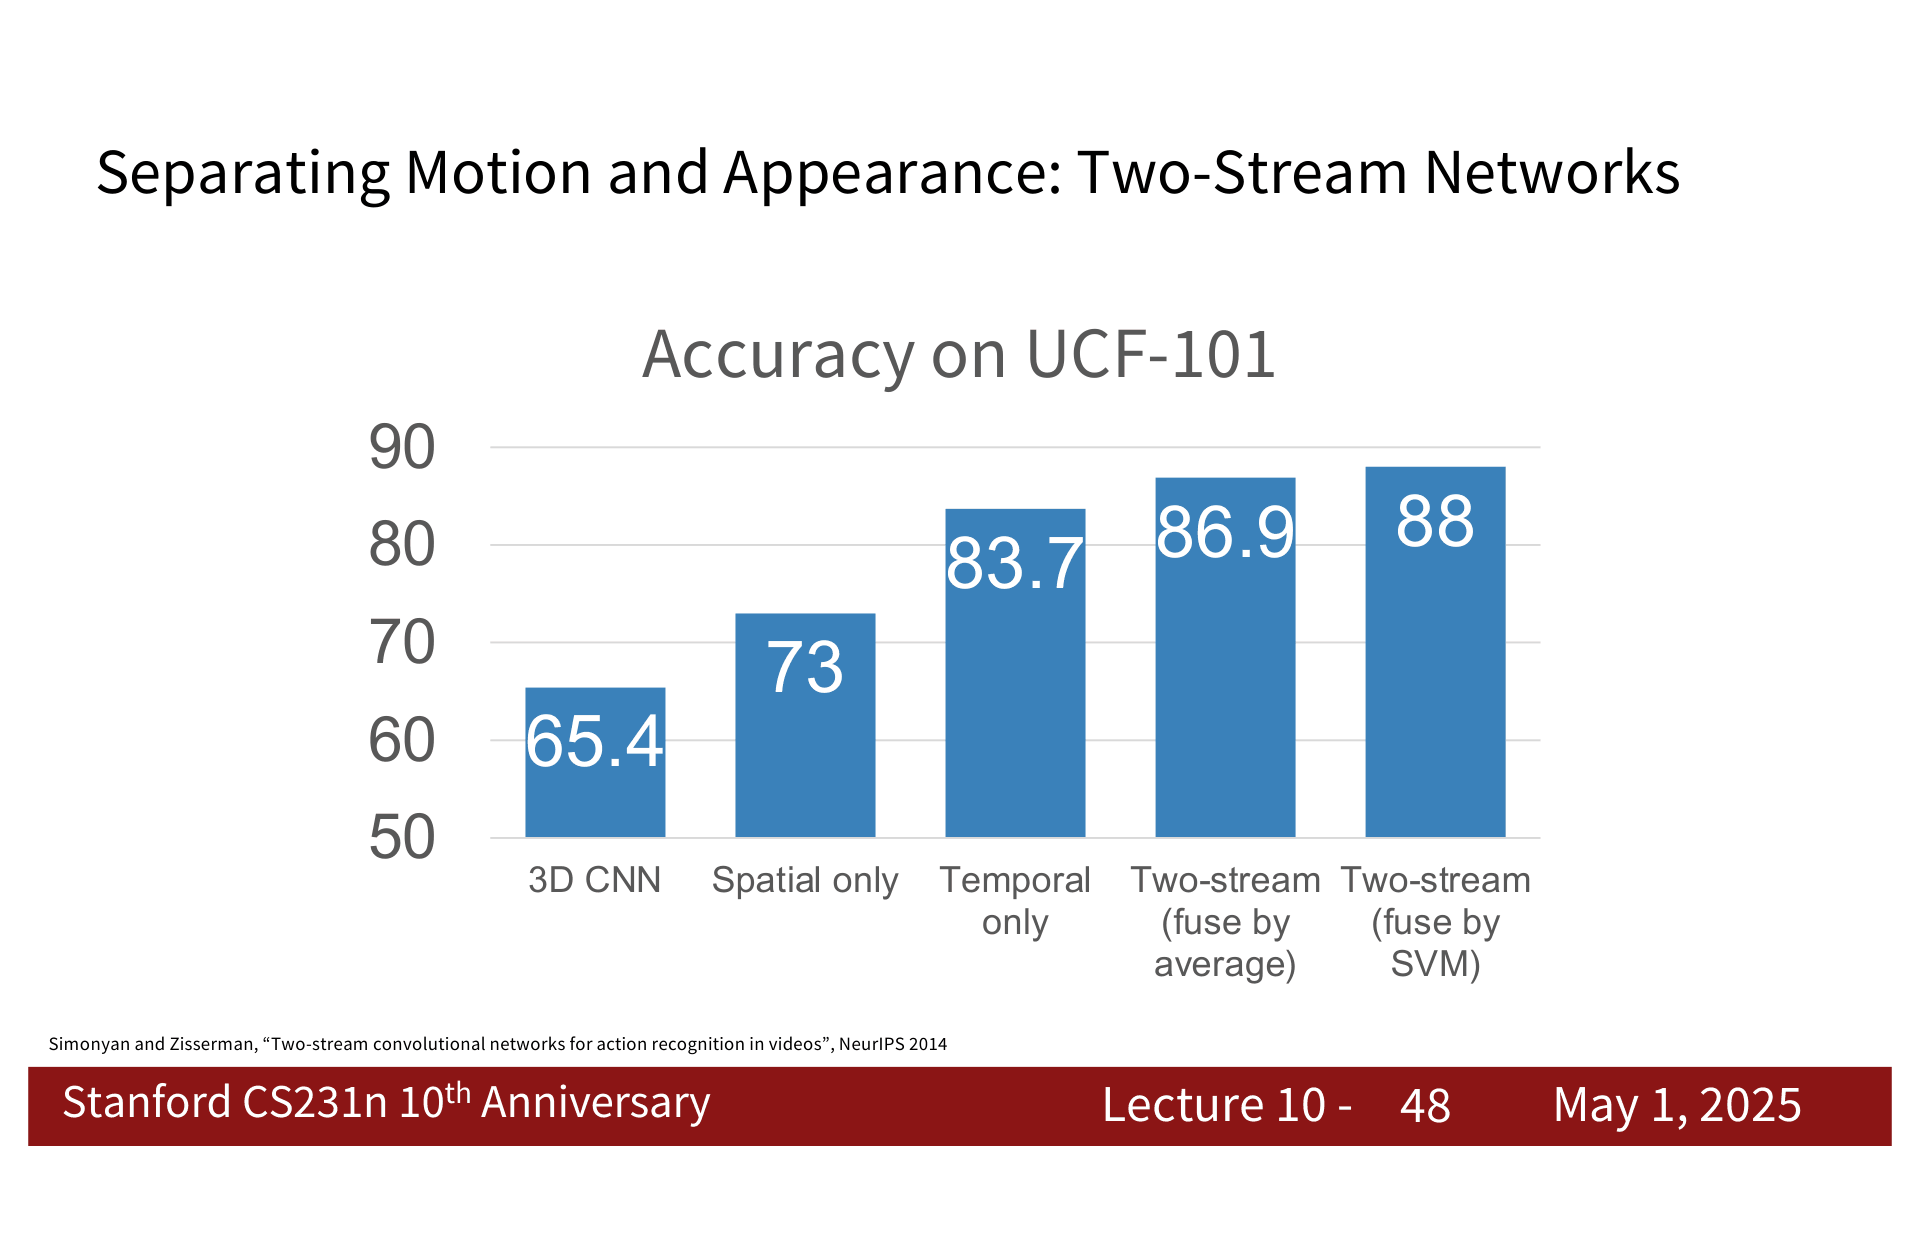 Separating Motion and Appearance: Two-Stream Networks
Accuracy on UCF-101
90
80
70
60
50
65.4
73
83.7
86.9
88
3D CNN
Spatial only
Temporal
only
Two-stream
(fuse by
average)
Two-stream
(fuse by
SVM)
Simonyan and Zisserman, “Two-stream convolutional networks for action recognition in videos”, NeurIPS 2014
Stanford CS231n 10th Anniversary
Lecture 10 - 48
May 1, 2025